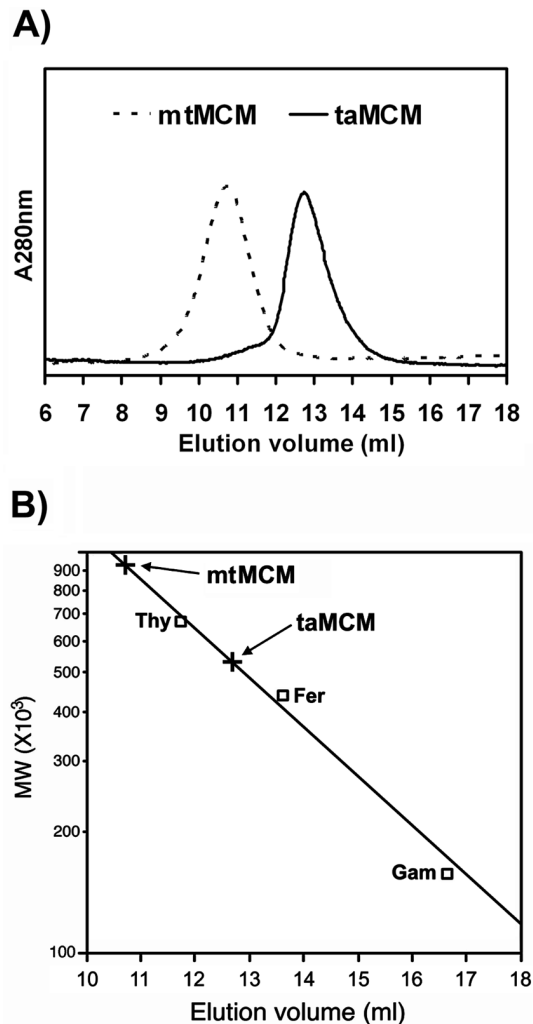 A)
mtMCM taMCM
A280nm
6 7 8 9 10 11 12 13 14 15 16 17 18
Elution volume (ml)
B)
900
800
700
600
500
400
300
200
100
MW (X10³)
mtMCM
Thy
taMCM
Fer
Gam
10 11 12 13 14 15 16 17 18
Elution volume (ml)